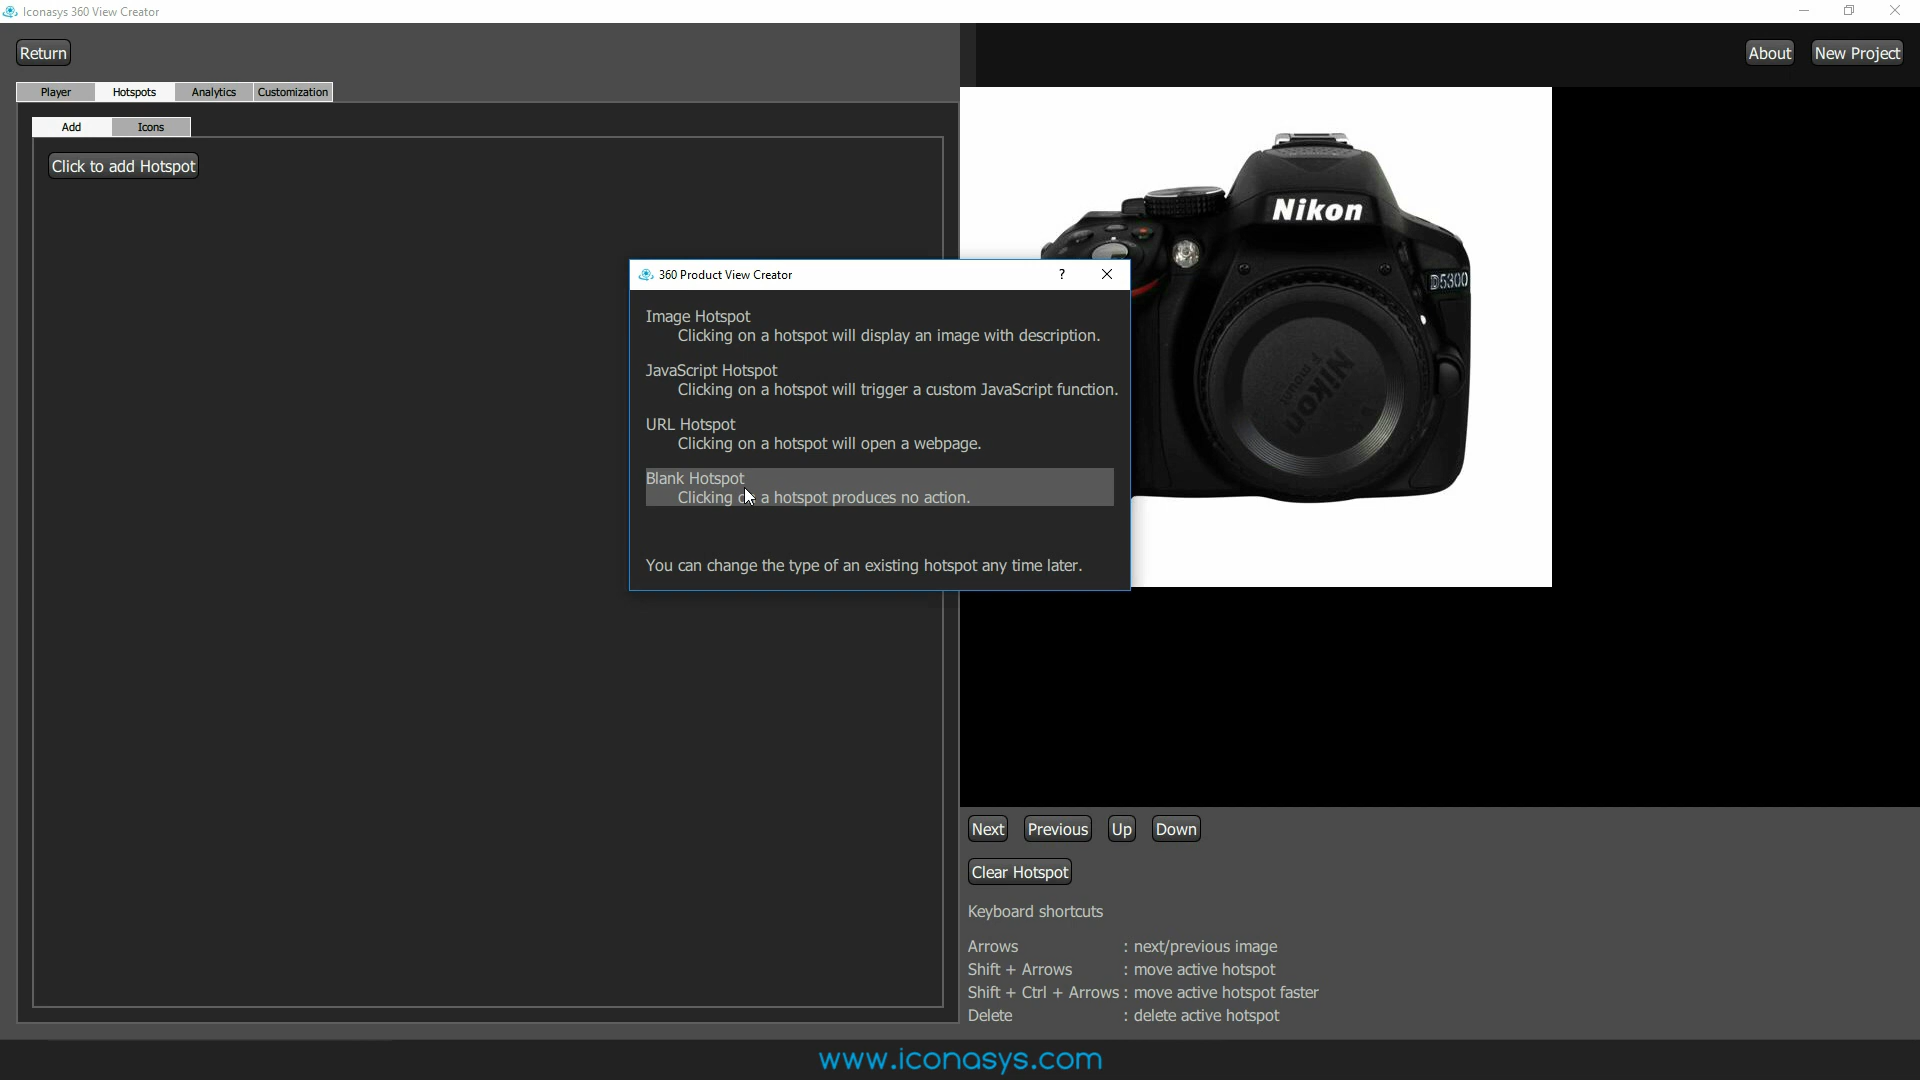 Iconasys 360 View Creator
Return
About
New Project
Player
Hotspots
Analytics
Customization
Add
Icons
Click to add Hotspot
Nikon
D5300
Nikon
F mount
360 Product View Creator
?
Image Hotspot
Clicking on a hotspot will display an image with description.
JavaScript Hotspot
Clicking on a hotspot will trigger a custom JavaScript function.
URL Hotspot
Clicking on a hotspot will open a webpage.
Blank Hotspot
Clicking on a hotspot produces no action.
You can change the type of an existing hotspot any time later.
Next
Previous
Up
Down
Clear Hotspot
Keyboard shortcuts
Arrows : next/previous image
Shift + Arrows : move active hotspot
Shift + Ctrl + Arrows : move active hotspot faster
Delete : delete active hotspot
www.iconasys.com